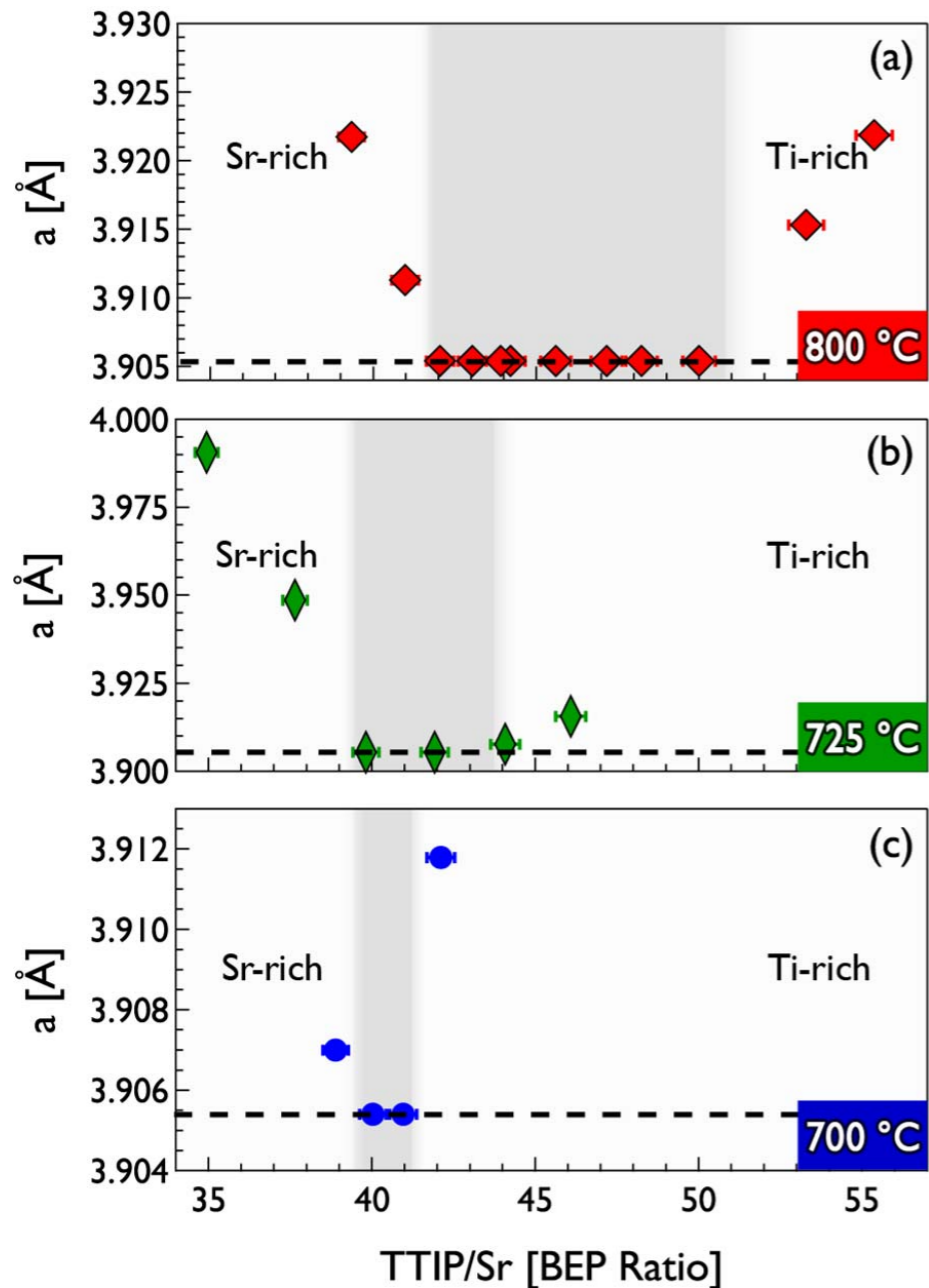 3.930
3.925
3.920
3.915
3.910
3.905
a [Å]
(a)
Sr-rich
Ti-rich
800 °C
4.000
3.975
3.950
3.925
3.900
a [Å]
(b)
Sr-rich
Ti-rich
725 °C
3.912
3.910
3.908
3.906
3.904
a [Å]
(c)
Sr-rich
Ti-rich
700 °C
35 40 45 50 55
TTIP/Sr [BEP Ratio]